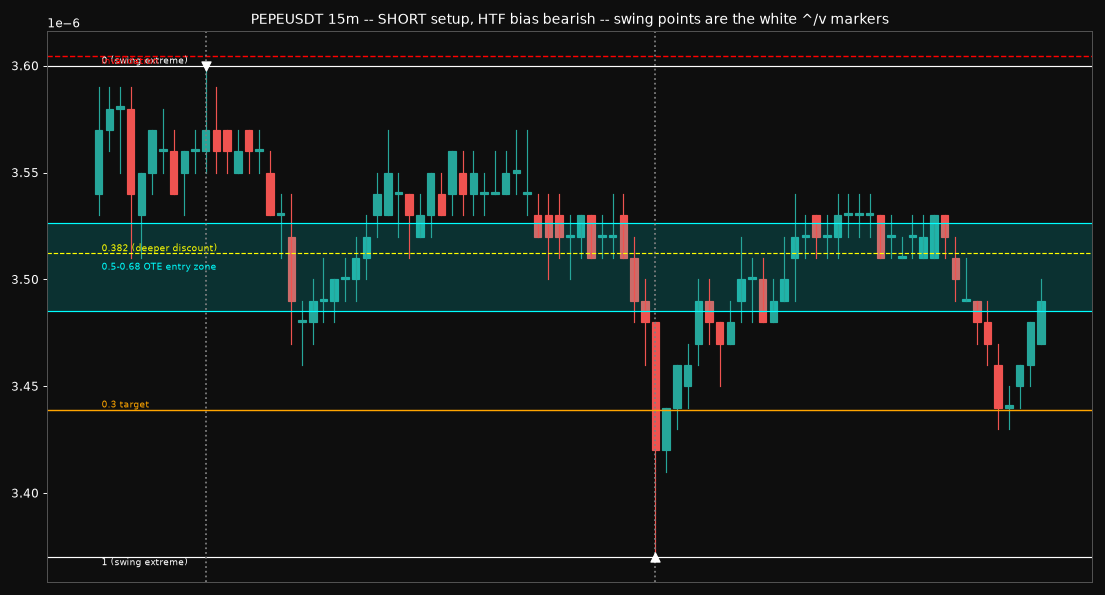 PEPEUSDT 15m -- SHORT setup, HTF bias bearish -- swing points are the white ^/v markers
1e−6
3.60
0 (swing extreme)
3.55
0.382 (deeper discount)
0.5-0.68 OTE entry zone
3.50
3.45
0.3 target
3.40
1 (swing extreme)